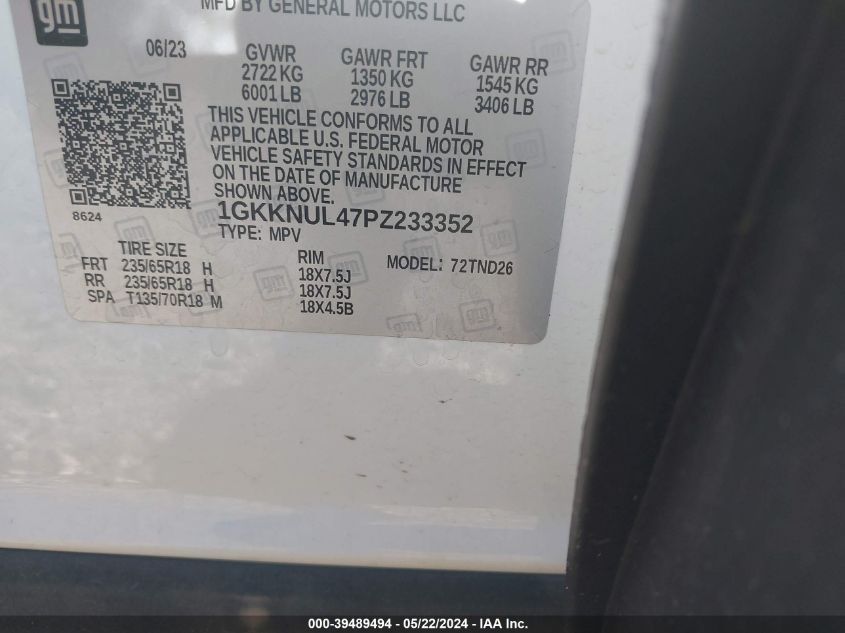 gm
MFD BY GENERAL MOTORS LLC
06/23 GVWR GAWR FRT GAWR RR
2722 KG 1350 KG 1545 KG
6001 LB 2976 LB 3406 LB
THIS VEHICLE CONFORMS TO ALL
APPLICABLE U.S. FEDERAL MOTOR
VEHICLE SAFETY STANDARDS IN EFFECT
ON THE DATE OF MANUFACTURE
SHOWN ABOVE.
8624
1GKKNUL47PZ233352
TYPE: MPV
TIRE SIZE RIM MODEL: 72TND26
FRT 235/65R18 H 18X7.5J
RR 235/65R18 H 18X7.5J
SPA T135/70R18 M 18X4.5B
000-39489494 - 05/22/2024 - IAA Inc.